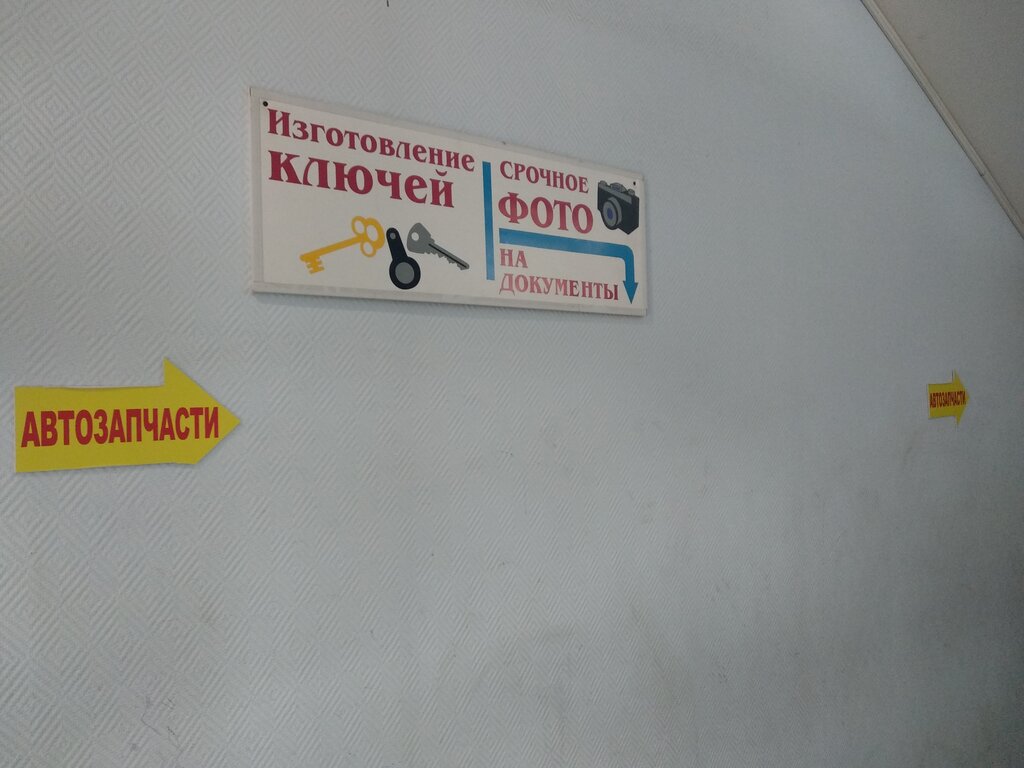 Изготовление
ключей
срочное
фото
на
документы
АВТОЗАПЧАСТИ
АВТОЗАПЧАСТИ